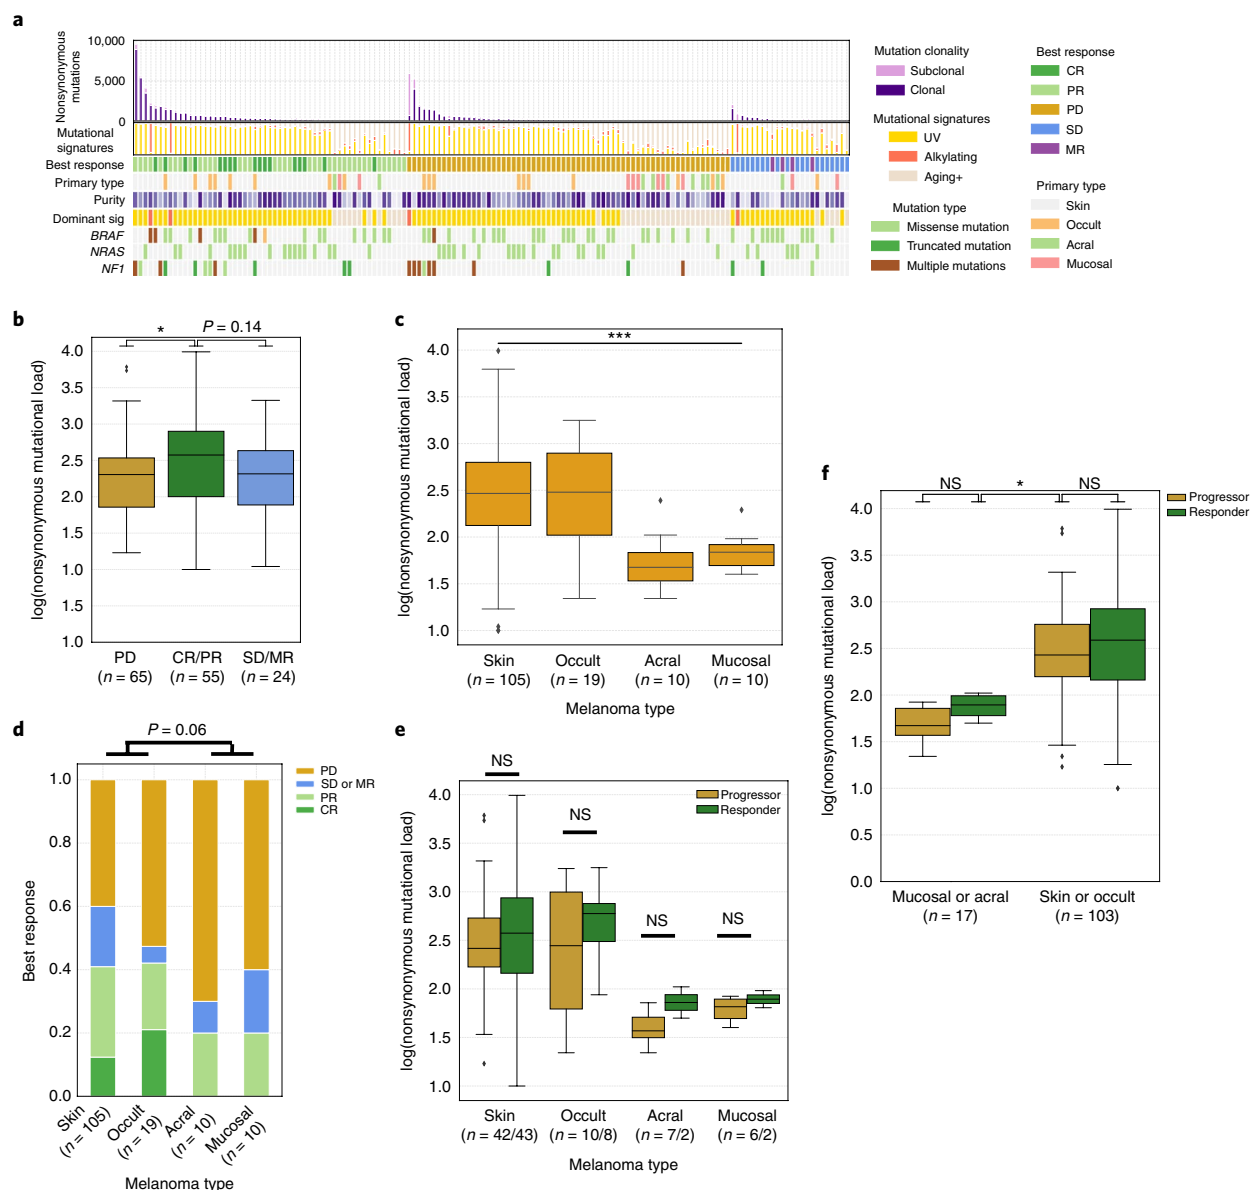 a
Nonsynonymous
mutations
10,000
5,000
0
Mutational
signatures
Best response
Primary type
Purity
Dominant sig
BRAF
NRAS
NF1
Mutation clonality
Subclonal
Clonal
Mutational signatures
UV
Alkylating
Aging+
Mutation type
Missense mutation
Truncated mutation
Multiple mutations
Best response
CR
PR
PD
SD
MR
Primary type
Skin
Occult
Acral
Mucosal
b
* P = 0.14
log(nonsynonymous mutational load)
4.0
3.5
3.0
2.5
2.0
1.5
1.0
1.5
1.0
PD CR/PR SD/MR
(n = 65) (n = 55) (n = 24)
c
***
log(nonsynonymous mutational load)
4.0
3.5
3.0
2.5
2.0
1.5
1.0
Skin Occult Acral Mucosal
(n = 105) (n = 19) (n = 10) (n = 10)
Melanoma type
d
P = 0.06
Best response
1.0
0.8
0.6
0.4
0.2
0.0
PD
SD or MR
PR
CR
Skin
(n = 105)
Occult
(n = 19)
Acral
(n = 10)
Mucosal
(n = 10)
Melanoma type
e
log(nonsynonymous mutational load)
4.0
3.5
3.0
2.5
2.0
1.5
1.0
NS
NS
NS
NS
Progressor
Responder
Skin Occult Acral Mucosal
(n = 42/43) (n = 10/8) (n = 7/2) (n = 6/2)
Melanoma type
f
NS * NS
log(nonsynonymous mutational load)
4.0
3.5
3.0
2.5
2.0
1.5
1.0
0.5
0.0
Progressor
Responder
Mucosal or acral Skin or occult
(n = 17) (n = 103)